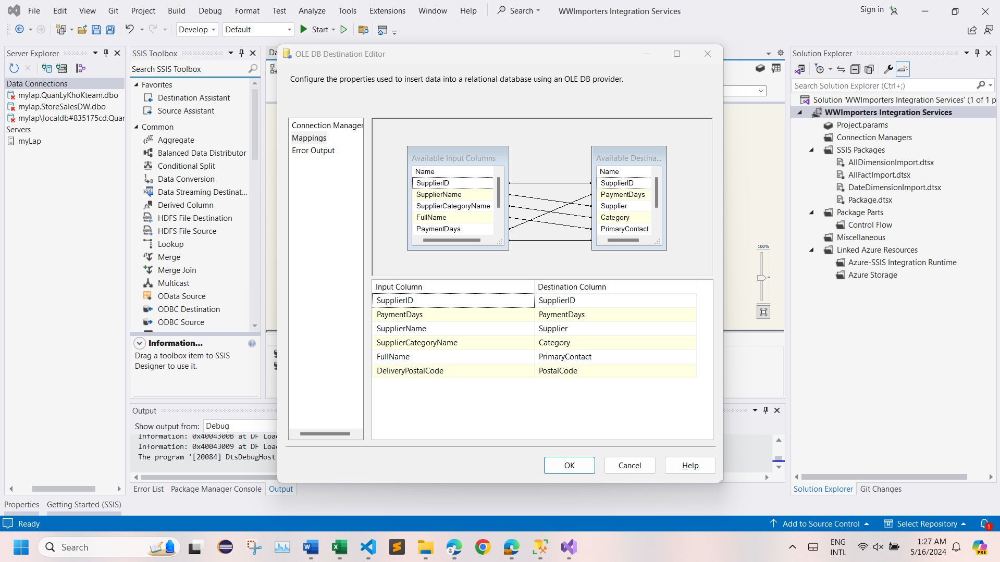 File Edit View Git Project Build Debug Format Test Analyze Tools Extensions Window Help Search WWImporters Integration Services Sign in
Develop Default Start
Server Explorer
Data Connections
mylap.QuanLyKhoKteam.dbo
mylap.StoreSalesDW.dbo
mylap\localdb#835175cd.Quar
Servers
myLap
SSIS Toolbox
Search SSIS Toolbox
Favorites
Destination Assistant
Source Assistant
Common
Aggregate
Balanced Data Distributor
Conditional Split
Data Conversion
Data Streaming Destinat...
Derived Column
HDFS File Destination
HDFS File Source
Lookup
Merge
Merge Join
Multicast
OData Source
ODBC Destination
ODBC Source
Information...
Drag a toolbox item to SSIS
Designer to use it.
Da
OLE DB Destination Editor
Configure the properties used to insert data into a relational database using an OLE DB provider.
Connection Manager
Mappings
Error Output
Available Input Columns
Name
SupplierID
SupplierName
SupplierCategoryName
FullName
PaymentDays
Available Destina...
Name
SupplierID
PaymentDays
Supplier
Category
PrimaryContact
Input Column Destination Column
SupplierID SupplierID
PaymentDays PaymentDays
SupplierName Supplier
SupplierCategoryName Category
FullName PrimaryContact
DeliveryPostalCode PostalCode
OK Cancel Help
100%
Output
Show output from: Debug
Information: 0x4004300B at DF Load
Information: 0x40043009 at DF Load
The program '[20084] DtsDebugHost
Error List Package Manager Console Output
Solution Explorer
Search Solution Explorer (Ctrl+;)
Solution 'WWImporters Integration Services' (1 of 1 p
WWImporters Integration Services
Project.params
Connection Managers
SSIS Packages
AllDimensionImport.dtsx
AllFactImport.dtsx
DateDimensionImport.dtsx
Package.dtsx
Package Parts
Control Flow
Miscellaneous
Linked Azure Resources
Azure-SSIS Integration Runtime
Azure Storage
Solution Explorer Git Changes
Properties Getting Started (SSIS)
Ready Add to Source Control Select Repository 1
Search
ENG
INTL
1:27 AM
5/16/2024
PRE